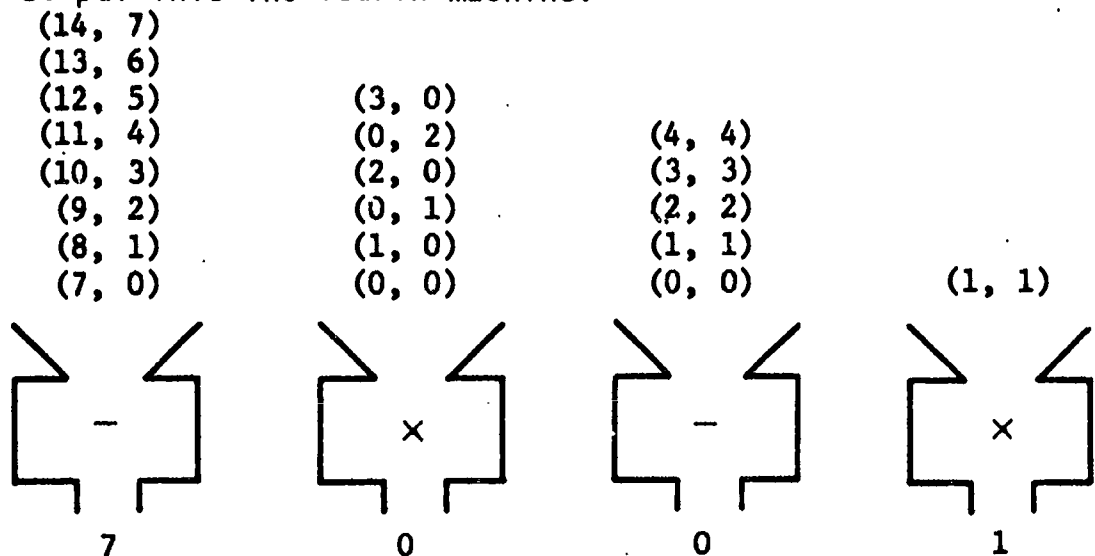 (14, 7)
(13, 6)
(12, 5) (3, 0)
(11, 4) (0, 2) (4, 4)
(10, 3) (2, 0) (3, 3)
(9, 2) (0, 1) (2, 2)
(8, 1) (1, 0) (1, 1)
(7, 0) (0, 0) (0, 0) (1, 1)
− × − ×
7 0 0 1